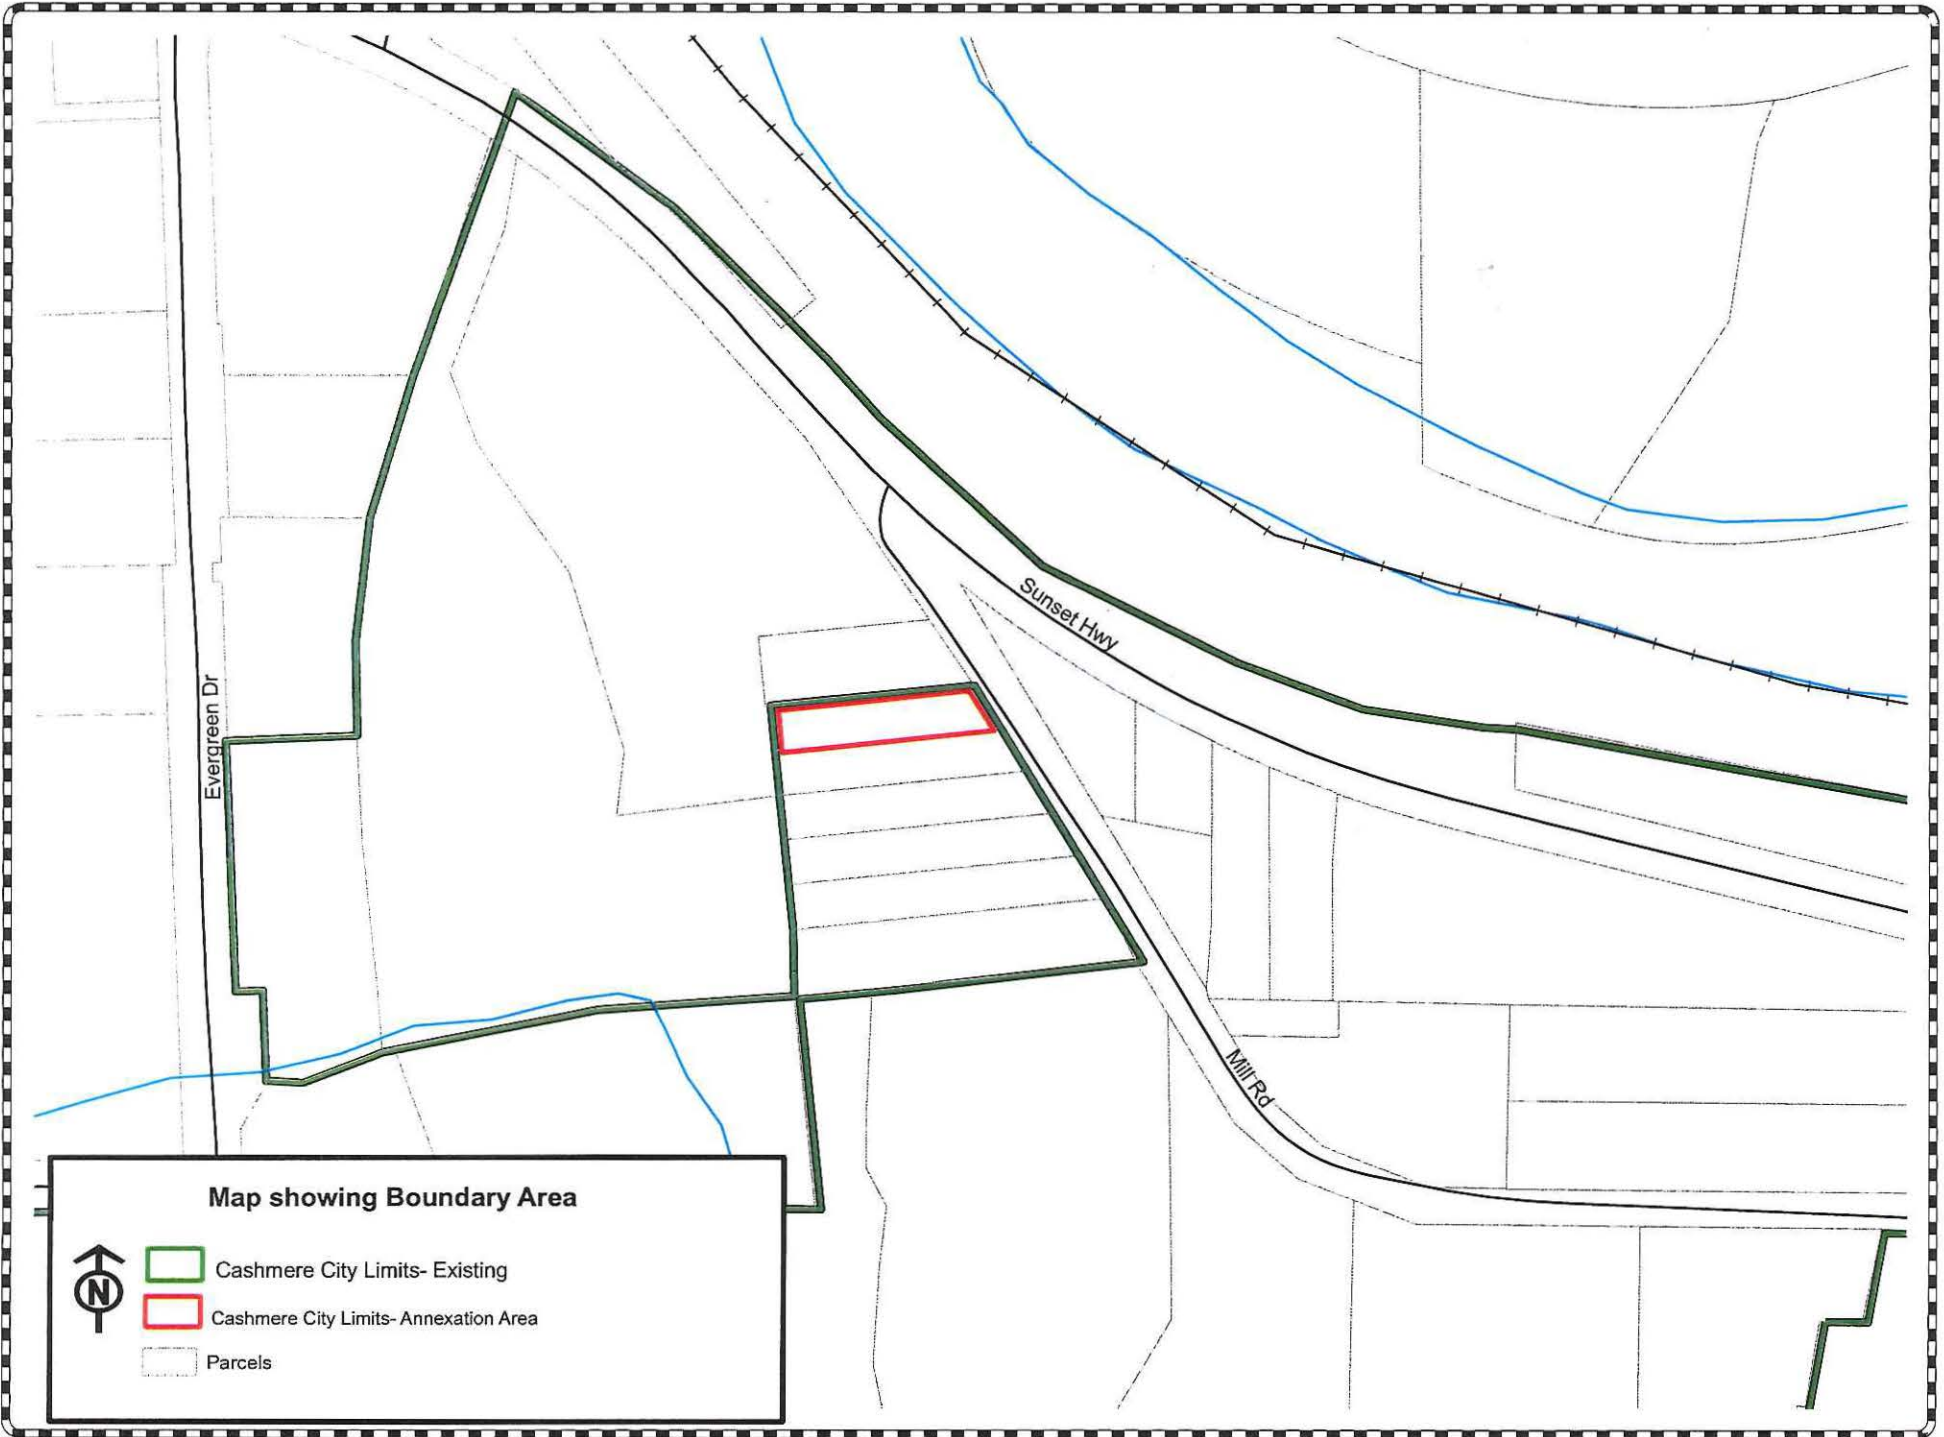 Sunset Hwy
Evergreen Dr
Mill Rd
Map showing Boundary Area
N
Cashmere City Limits- Existing
Cashmere City Limits- Annexation Area
Parcels